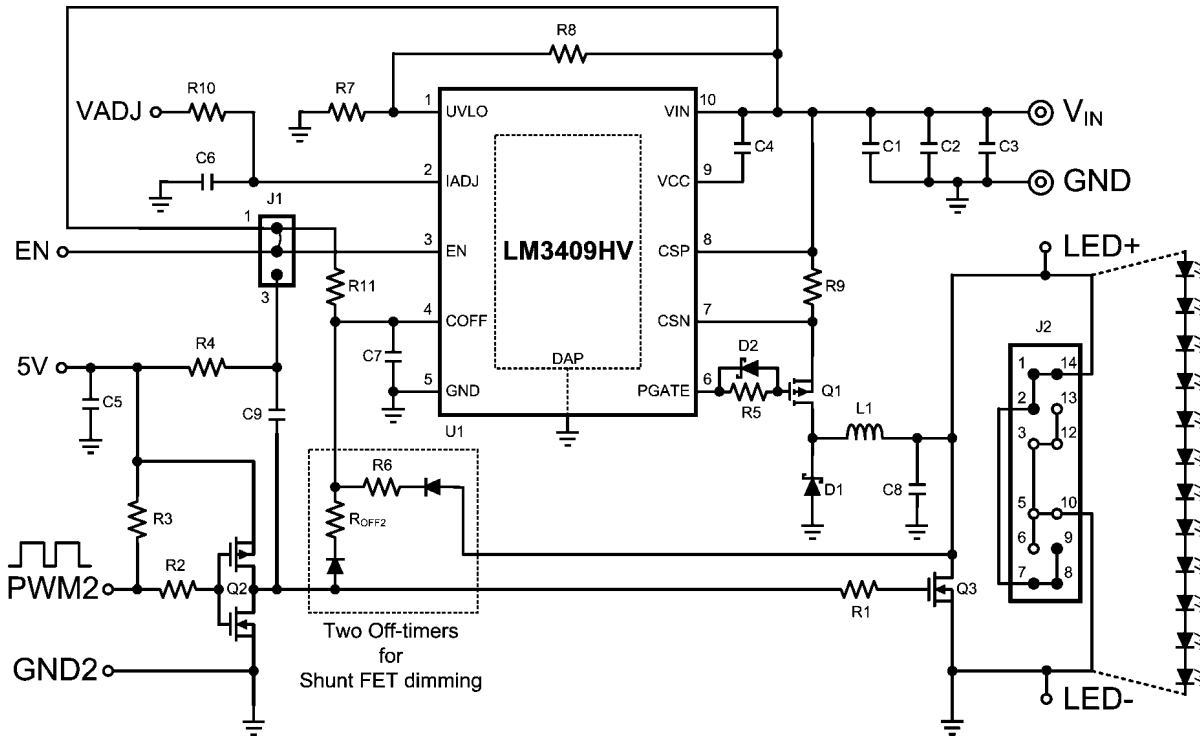 R8
R10
VADJ
R7
1
UVLO
VIN
10
C4
C1
C2
C3
VIN
C6
2
IADJ
VCC
9
GND
J1
1
EN
3
EN
LM3409HV
CSP
8
LED+
3
R11
R9
4
COFF
CSN
7
J2
R4
5V
C7
DAP
D2
1
14
C5
C9
5
GND
PGATE
6
R5
Q1
2
13
U1
L1
3
12
R6
D1
C8
R3
ROFF2
5
10
6
9
PWM2
R2
Q2
R1
Q3
7
8
Two Off-timers
for
Shunt FET dimming
GND2
LED-